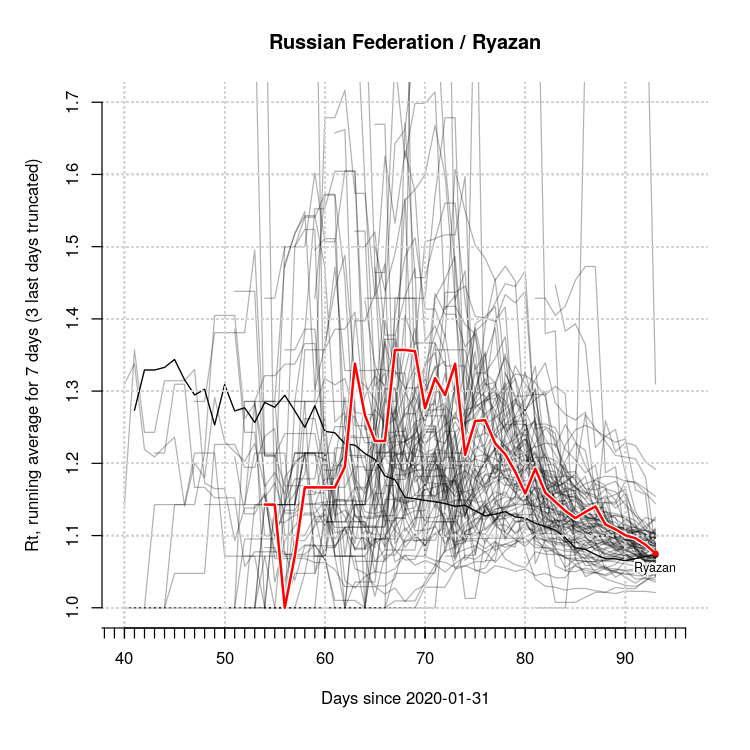 Russian Federation / Ryazan
Rt, running average for 7 days (3 last days truncated)
1.7
1.6
1.5
1.4
1.3
1.2
1.1
1.0
Ryazan
40 50 60 70 80 90
Days since 2020-01-31